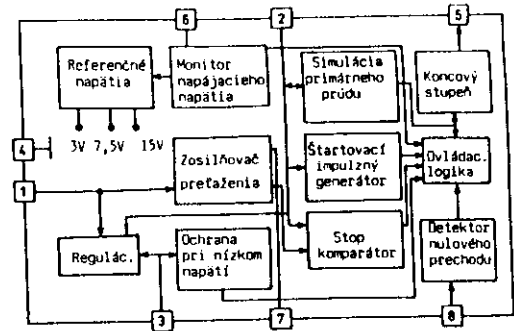 6
2
5
Referenčné
napätia
Monitor
napájacieho
napätia
Simulácia
primárneho
prúdu
Koncový
stupeň
4
3V 7,5V 15V
1
Zosilňovač
preťaženia
Štartovací
impulzný
generátor
Ovládac.
logika
Regulác.
Ochrana
pri nízkom
napätí
Stop
komparátor
Detektor
nulového
prechodu
3
7
8